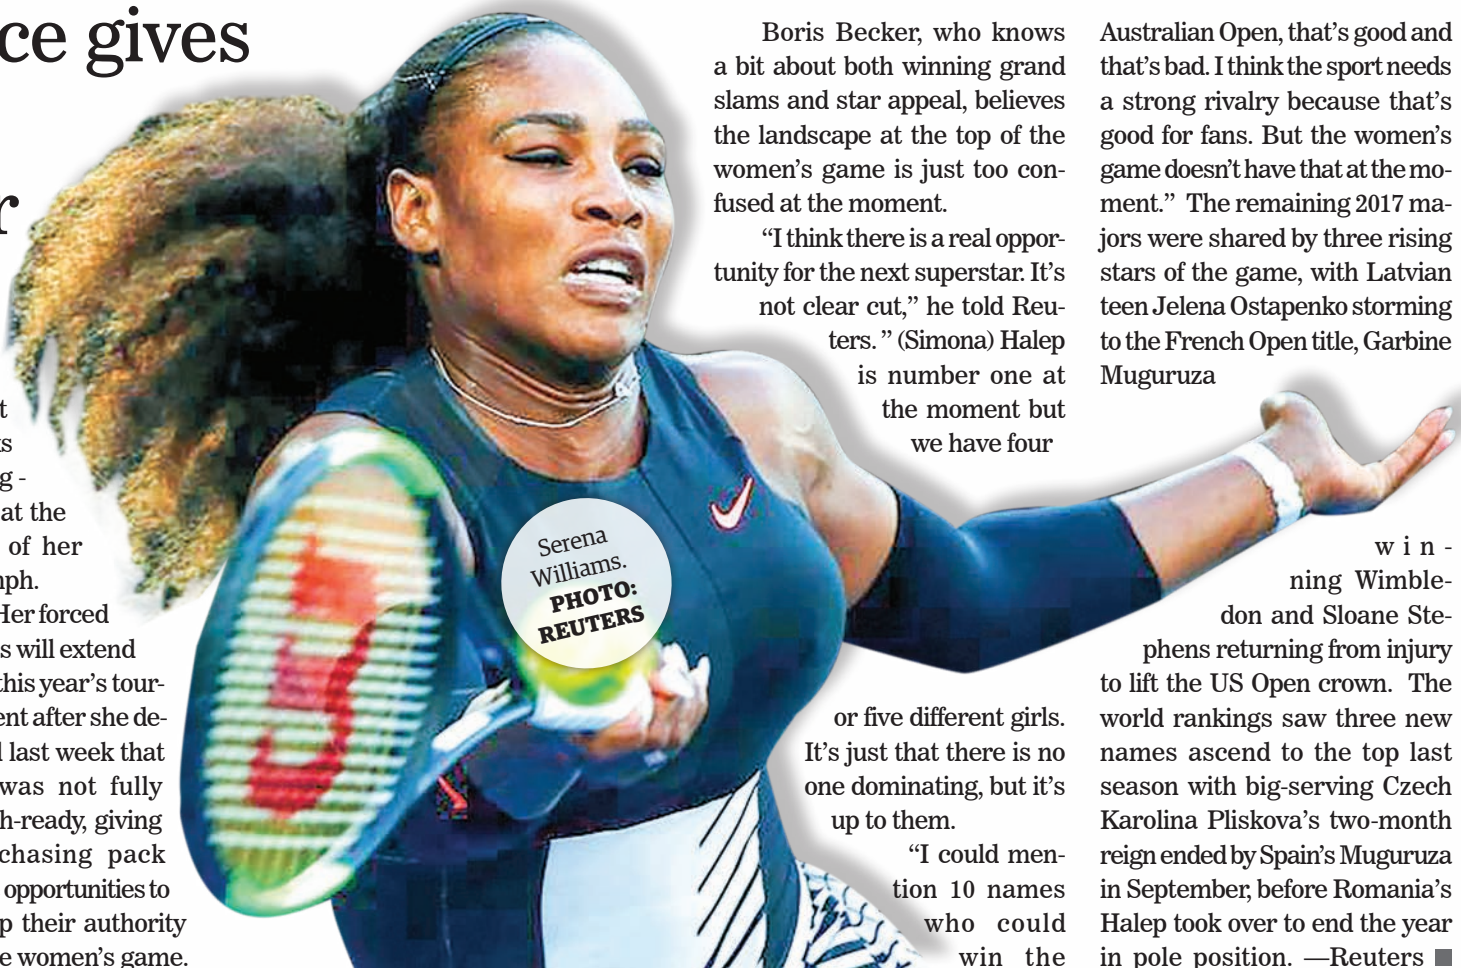 ce gives
r
t
s
g -
at the
of her
nph.
Her forced
s will extend
this year's tour-
ent after she de-
l last week that
was not fully
h-ready, giving
chasing pack
opportunities to
p their authority
e women's game.
Serena
Williams.
PHOTO:
REUTERS
Boris Becker, who knows
a bit about both winning grand
slams and star appeal, believes
the landscape at the top of the
women's game is just too con-
fused at the moment.
"I think there is a real oppor-
tunity for the next superstar. It's
not clear cut," he told Reu-
ters. " (Simona) Halep
is number one at
the moment but
we have four
or five different girls.
It's just that there is no
one dominating, but it's
up to them.
"I could men-
tion 10 names
who could
win the
Australian Open, that's good and
that's bad. I think the sport needs
a strong rivalry because that's
good for fans. But the women's
game doesn't have that at the mo-
ment." The remaining 2017 ma-
jors were shared by three rising
stars of the game, with Latvian
teen Jelena Ostapenko storming
to the French Open title, Garbine
Muguruza
win-
ning Wimble-
don and Sloane Ste-
phens returning from injury
to lift the US Open crown. The
world rankings saw three new
names ascend to the top last
season with big-serving Czech
Karolina Pliskova's two-month
reign ended by Spain's Muguruza
in September, before Romania's
Halep took over to end the year
in pole position. —Reuters